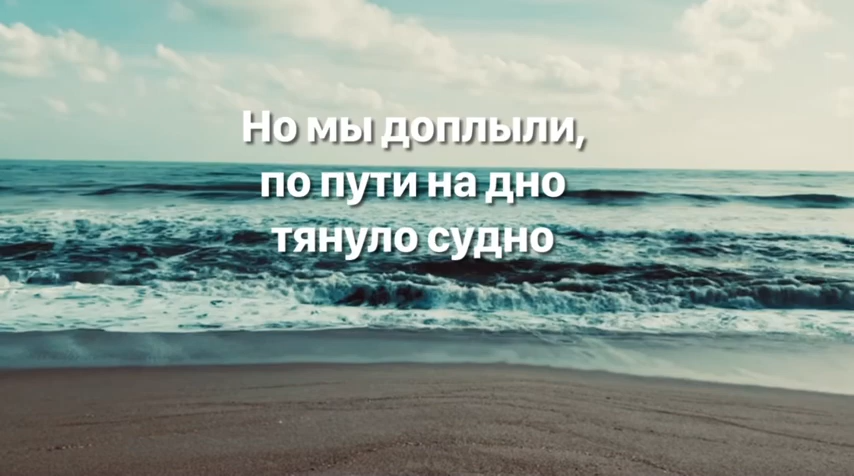 Но мы доплыли,
по пути на дно
тянуло судно